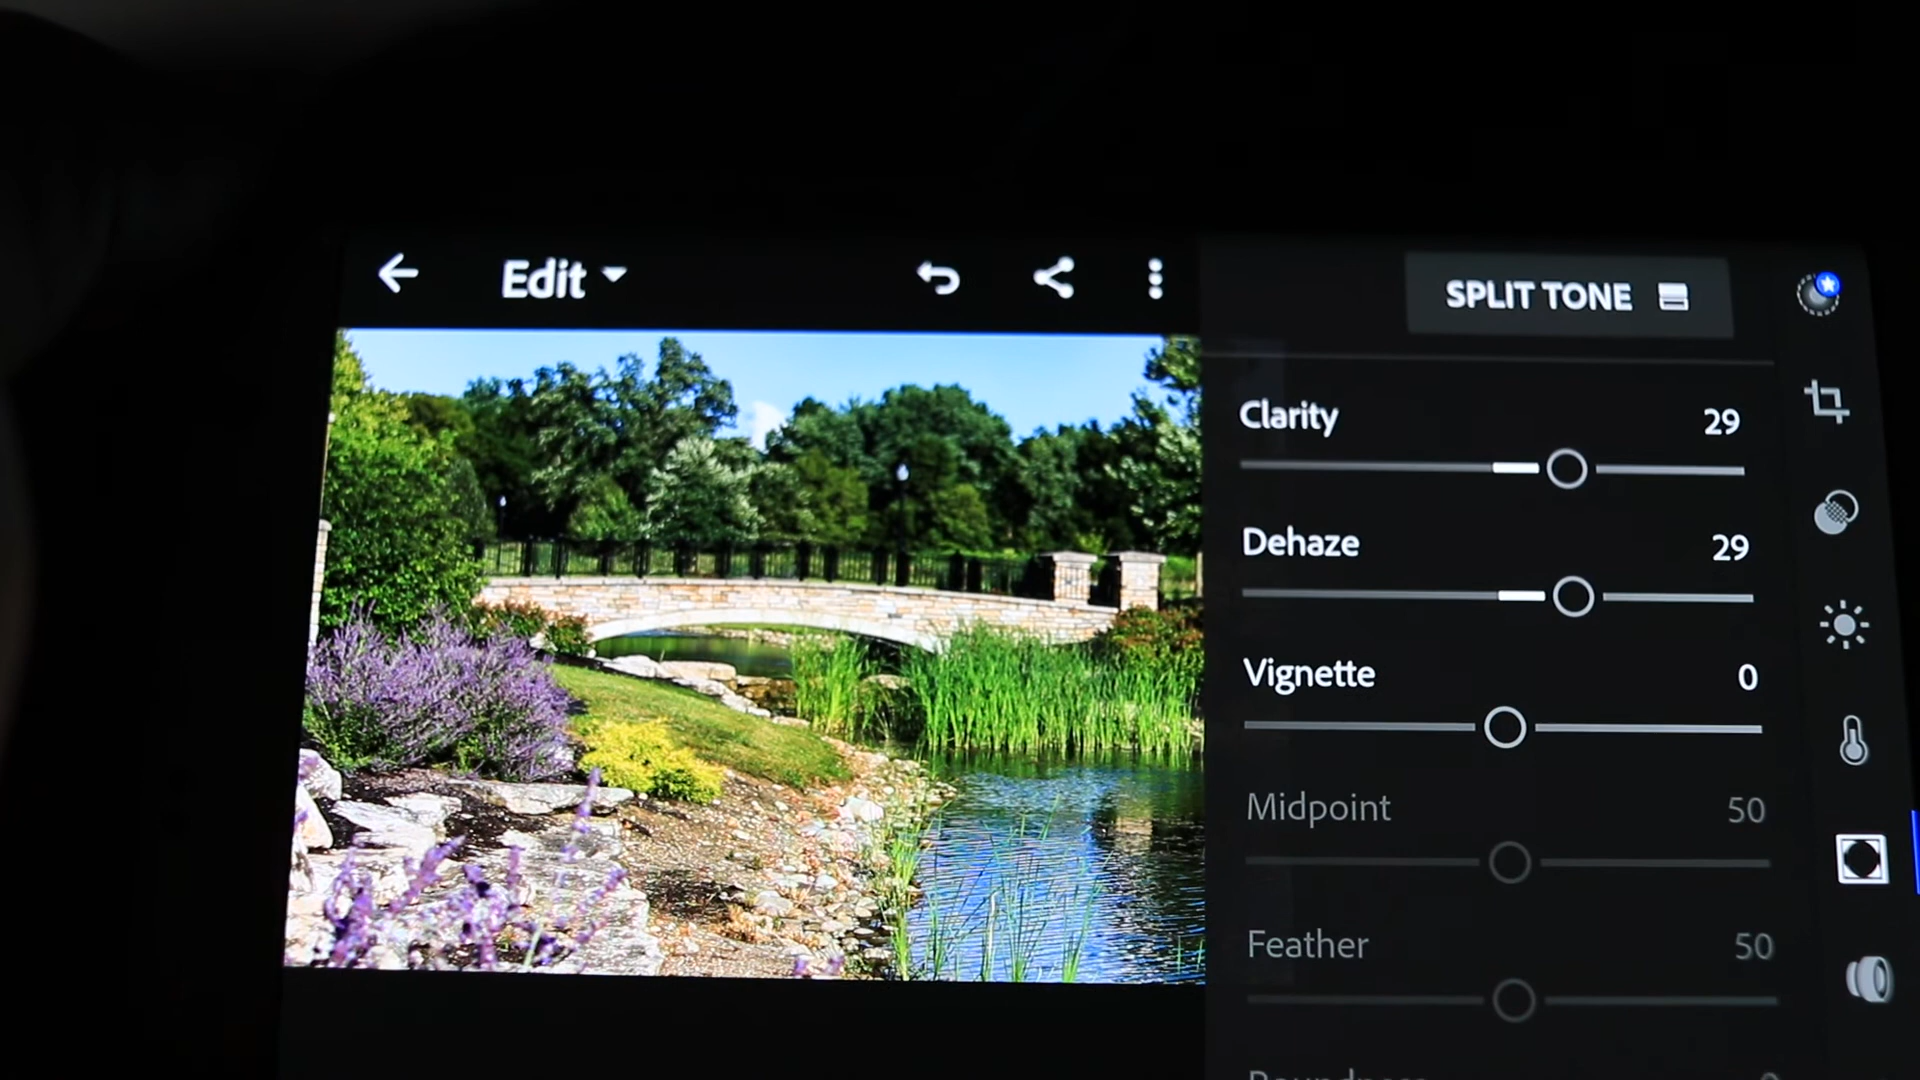 Edit
SPLIT TONE
Clarity 29
Dehaze 29
Vignette 0
Midpoint 50
Feather 50